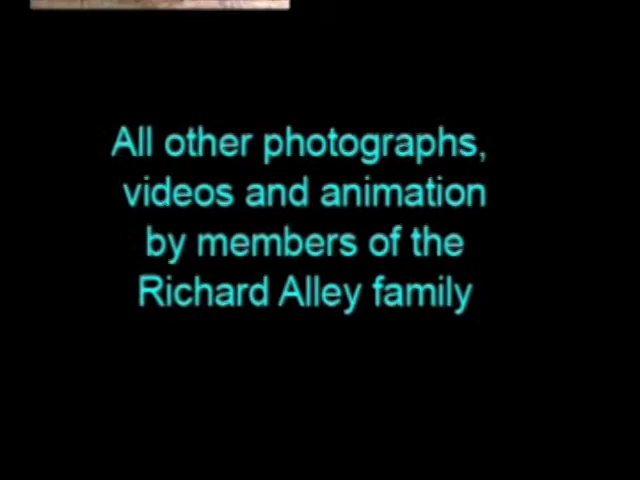 All other photographs,
videos and animation
by members of the
Richard Alley family